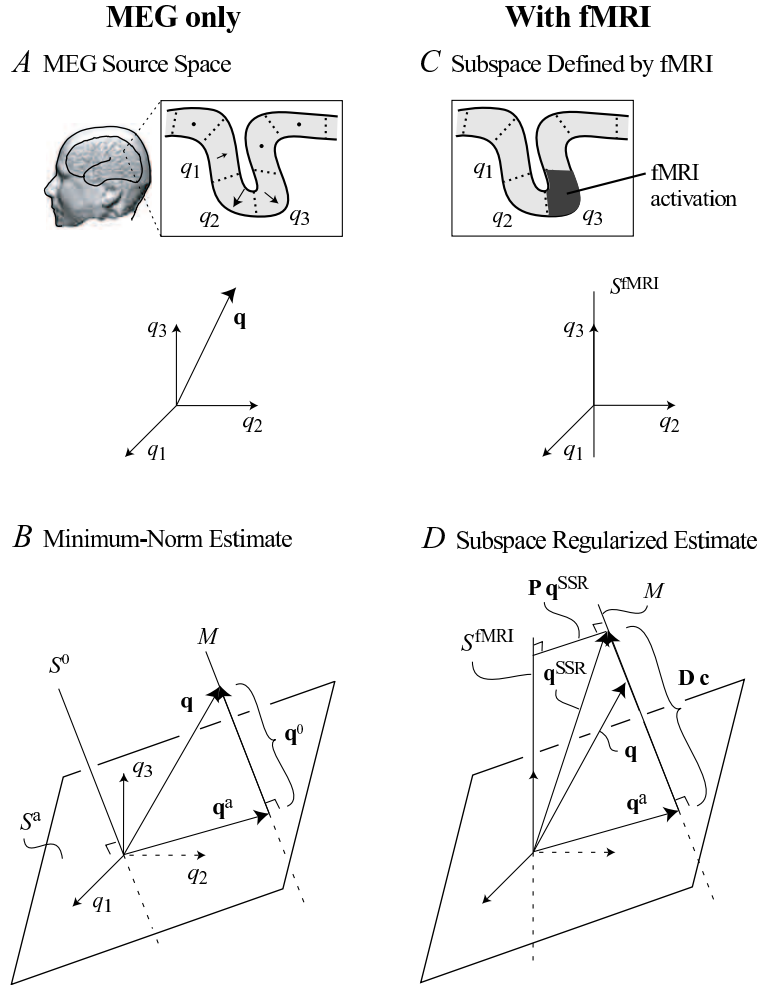 MEG only
With fMRI
A MEG Source Space
C Subspace Defined by fMRI
q1
q2
q3
q1
q2
q3
fMRI
activation
q
q3
q2
q1
SfMRI
q3
q2
q1
B Minimum-Norm Estimate
D Subspace Regularized Estimate
S0
M
q
q0
q3
qa
Sa
q2
q1
P qSSR
M
SfMRI
qSSR
D c
q
qa